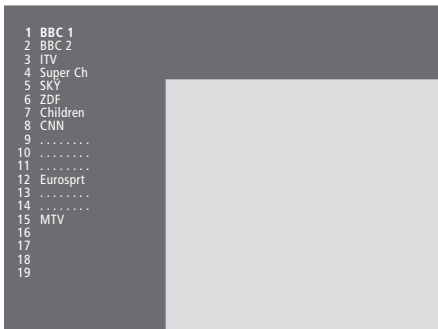 1 BBC 1
2 BBC 2
3 ITV
4 Super Ch
5 SKY
6 ZDF
7 Children
8 CNN
9 . . . . . . . .
10 . . . . . . . .
11 . . . . . . . .
12 Eurosprt
13 . . . . . . . .
14 . . . . . . . .
15 MTV
16
17
18
19